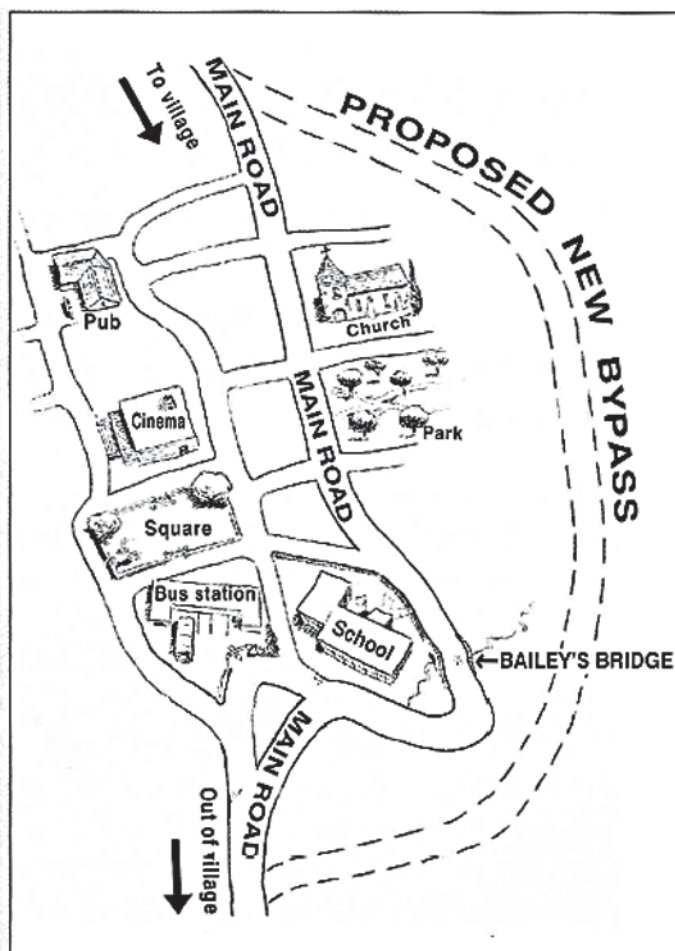 To village
MAIN ROAD
PROPOSED NEW BYPASS
Pub
Church
Cinema
MAIN ROAD
Park
Square
Bus station
School
←BAILEY'S BRIDGE
MAIN ROAD
Out of village